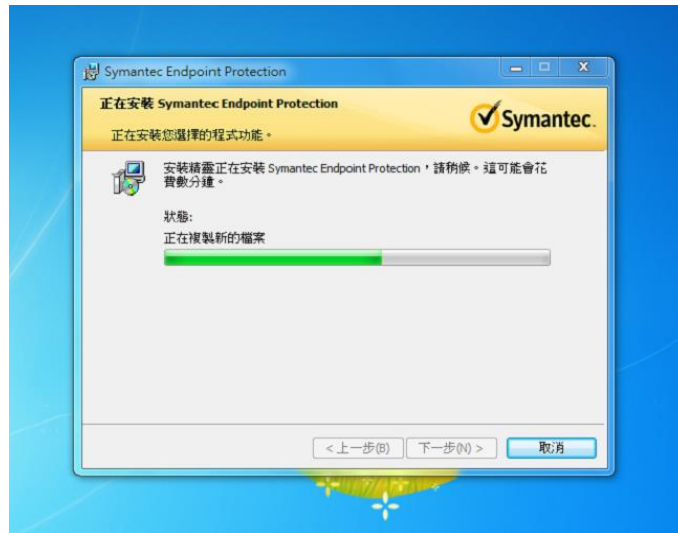 Symantec Endpoint Protection
正在安裝 Symantec Endpoint Protection
正在安裝您選擇的程式功能。
Symantec.
安裝精靈正在安裝 Symantec Endpoint Protection，請稍候。這可能會花
費數分鐘。
狀態:
正在複製新的檔案
< 上一步(B)
下一步(N) >
取消